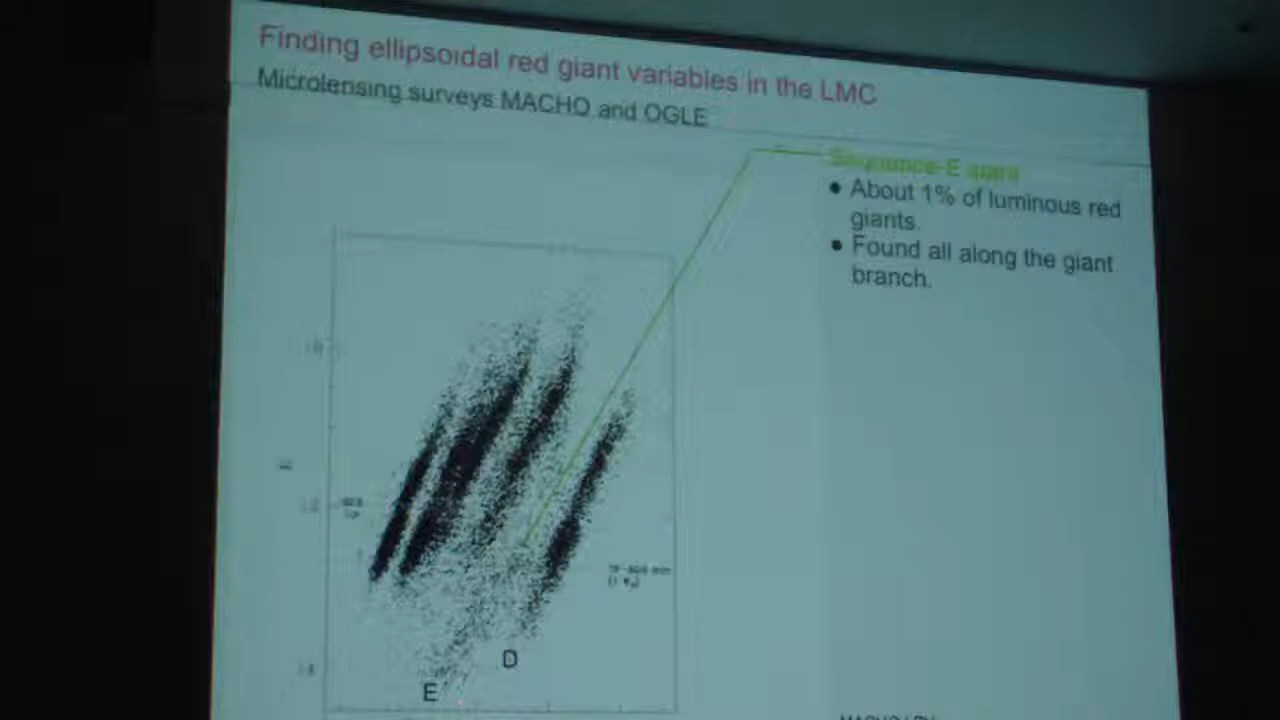 Finding ellipsoidal red giant variables in the LMC
Microlensing surveys MACHO and OGLE
Sequence-E
● About 1% of luminous red
giants.
● Found all along the giant
branch.
K
D
E